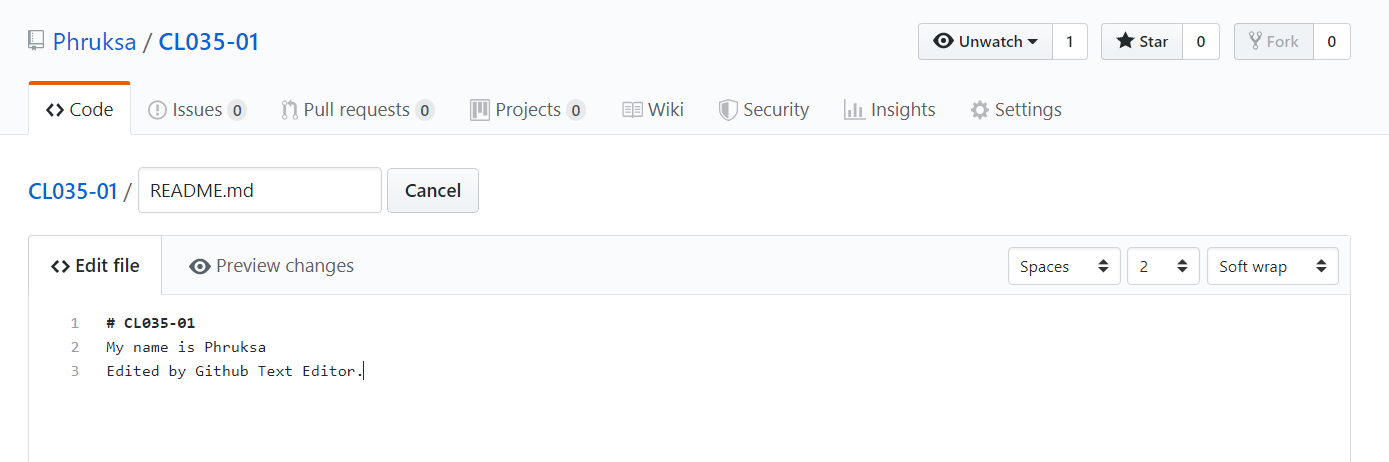 Phruksa / CL035-01
Unwatch 1 Star 0 Fork 0
Code Issues 0 Pull requests 0 Projects 0 Wiki Security Insights Settings
CL035-01 / README.md Cancel
Edit file Preview changes Spaces 2 Soft wrap
1 # CL035-01
2 My name is Phruksa
3 Edited by Github Text Editor.